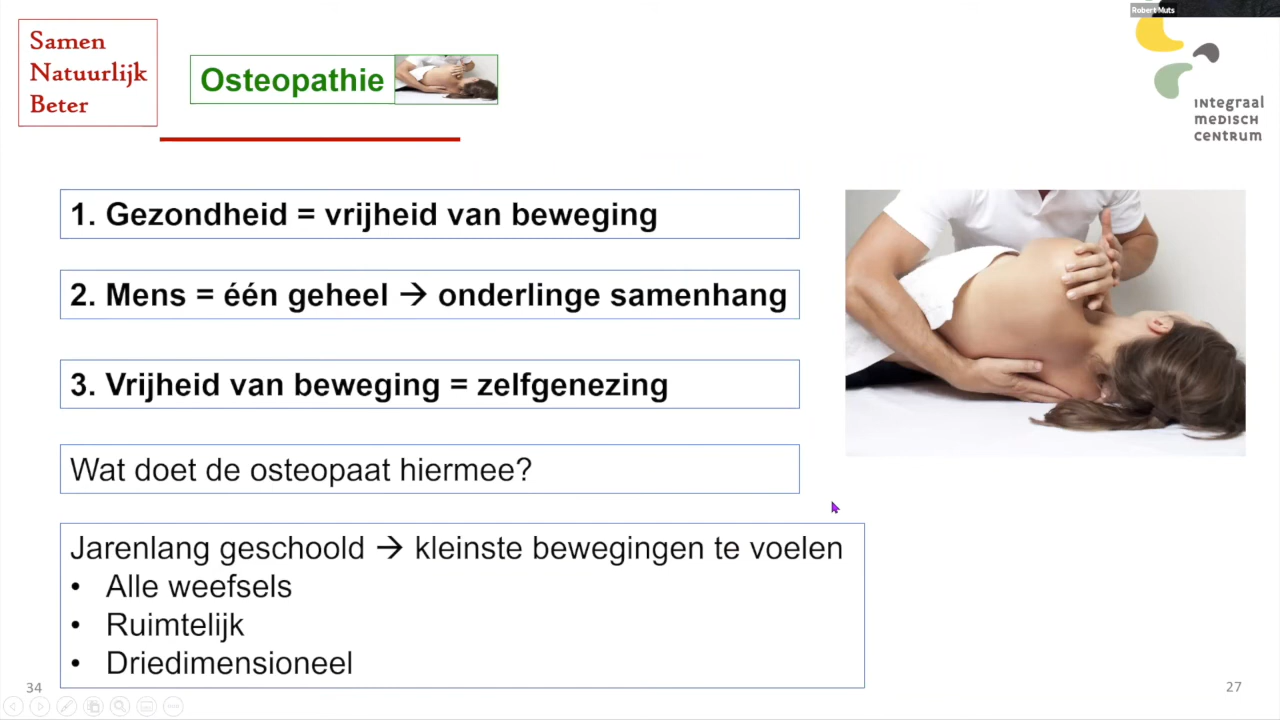 Robert Muts
Samen
Natuurlijk
Beter
Osteopathie
INtegraal
meDISCH
CeNtRUM
1. Gezondheid = vrijheid van beweging
2. Mens = één geheel → onderlinge samenhang
3. Vrijheid van beweging = zelfgenezing
Wat doet de osteopaat hiermee?
Jarenlang geschoold → kleinste bewegingen te voelen
• Alle weefsels
• Ruimtelijk
• Driedimensioneel
34
27